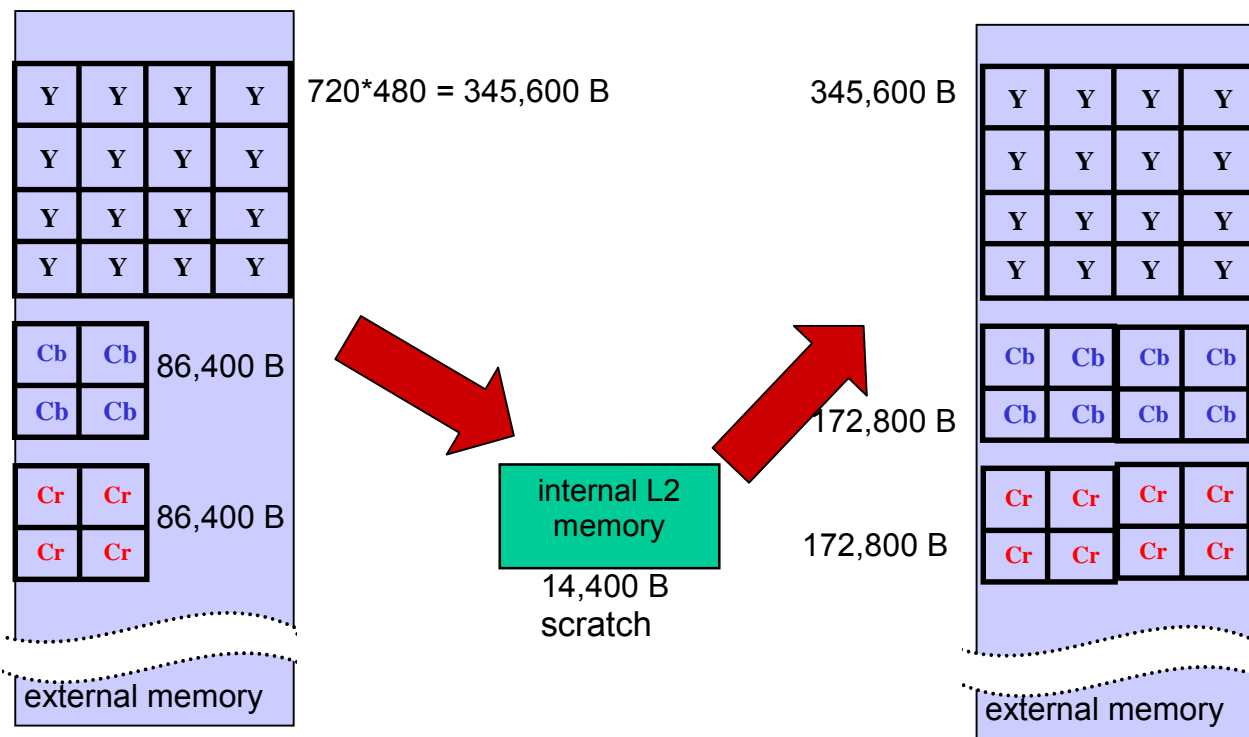 Y Y Y Y
Y Y Y Y
Y Y Y Y
Y Y Y Y
720*480 = 345,600 B
Cb Cb
Cb Cb
86,400 B
Cr Cr
Cr Cr
86,400 B
external memory
internal L2
memory
14,400 B
scratch
345,600 B
Y Y Y Y
Y Y Y Y
Y Y Y Y
Y Y Y Y
Cb Cb Cb Cb
Cb Cb Cb Cb
172,800 B
Cr Cr Cr Cr
Cr Cr Cr Cr
172,800 B
external memory